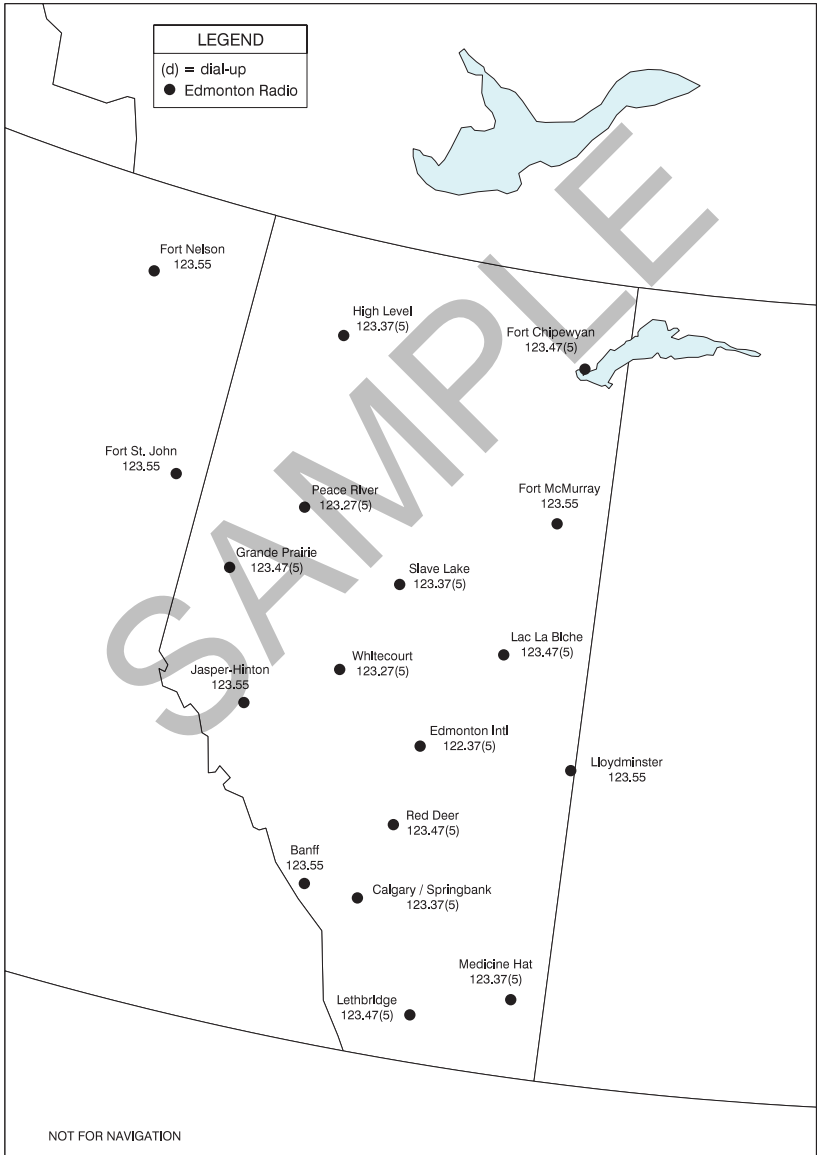 LEGEND
(d) = dial-up
Edmonton Radio
Fort Nelson
123.55
High Level
123.37(5)
Fort Chipewyan
123.47(5)
Fort St. John
123.55
Peace River
123.27(5)
Fort McMurray
123.55
Grande Prairie
123.47(5)
Slave Lake
123.37(5)
Lac La Biche
123.47(5)
Whitecourt
123.27(5)
Jasper-Hinton
123.55
Edmonton Intl
122.37(5)
Lloydminster
123.55
Red Deer
123.47(5)
Banff
123.55
Calgary / Springbank
123.37(5)
Medicine Hat
123.37(5)
Lethbridge
123.47(5)
SAMPLE
NOT FOR NAVIGATION